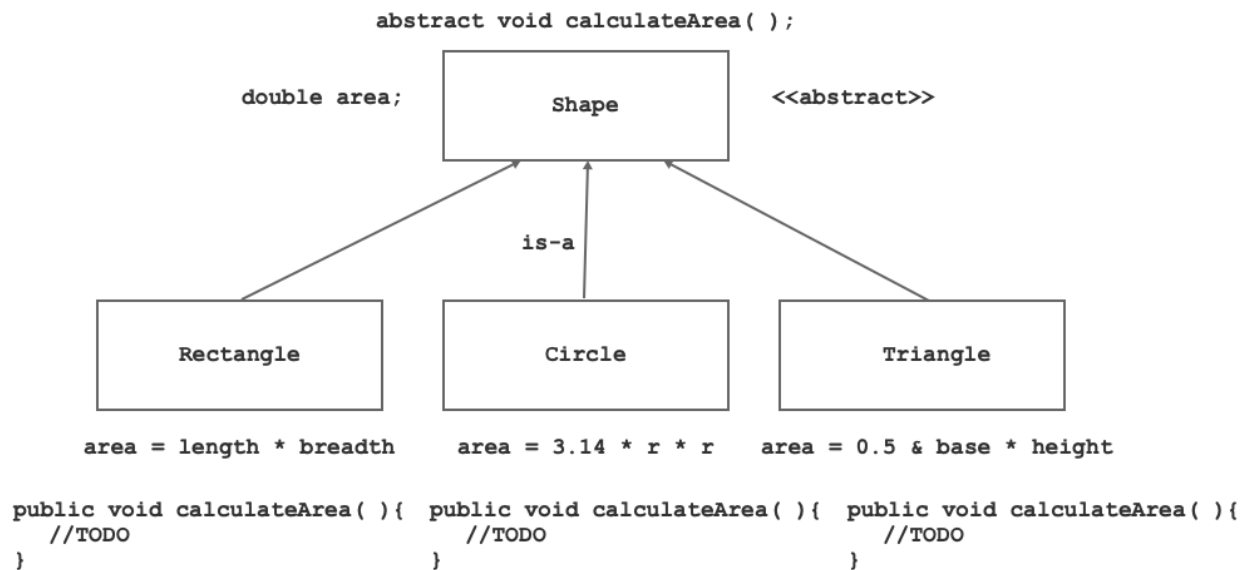 abstract void calculateArea( );
double area;
Shape
<<abstract>>
is-a
Rectangle
Circle
Triangle
area = length * breadth
area = 3.14 * r * r
area = 0.5 & base * height
public void calculateArea( ){
//TODO
}
public void calculateArea( ){
//TODO
}
public void calculateArea( ){
//TODO
}